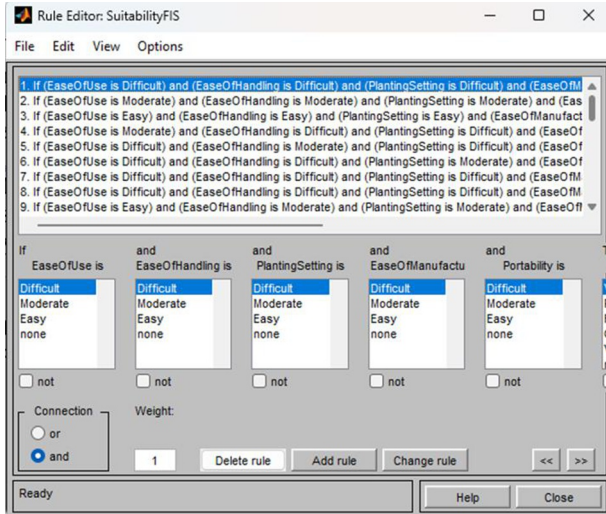 Rule Editor: SuitabilityFIS
File Edit View Options
1. If (EaseOfUse is Difficult) and (EaseOfHandling is Difficult) and (PlantingSetting is Difficult) and (EaseOfM
2. If (EaseOfUse is Moderate) and (EaseOfHandling is Moderate) and (PlantingSetting is Moderate) and (Eas
3. If (EaseOfUse is Easy) and (EaseOfHandling is Easy) and (PlantingSetting is Easy) and (EaseOfManufact
4. If (EaseOfUse is Moderate) and (EaseOfHandling is Difficult) and (PlantingSetting is Difficult) and (EaseOf
5. If (EaseOfUse is Difficult) and (EaseOfHandling is Moderate) and (PlantingSetting is Difficult) and (EaseOf
6. If (EaseOfUse is Difficult) and (EaseOfHandling is Difficult) and (PlantingSetting is Moderate) and (EaseOf
7. If (EaseOfUse is Difficult) and (EaseOfHandling is Difficult) and (PlantingSetting is Difficult) and (EaseOfM
8. If (EaseOfUse is Difficult) and (EaseOfHandling is Difficult) and (PlantingSetting is Difficult) and (EaseOfM
9. If (EaseOfUse is Easy) and (EaseOfHandling is Moderate) and (PlantingSetting is Moderate) and (EaseOf
If and and and and
EaseOfUse is EaseOfHandling is PlantingSetting is EaseOfManufactu Portability is
Difficult Difficult Difficult Difficult Difficult
Moderate Moderate Moderate Moderate Moderate
Easy Easy Easy Easy Easy
none none none none none
not not not not not
Connection Weight:
or
and 1 Delete rule Add rule Change rule << >>
Ready Help Close